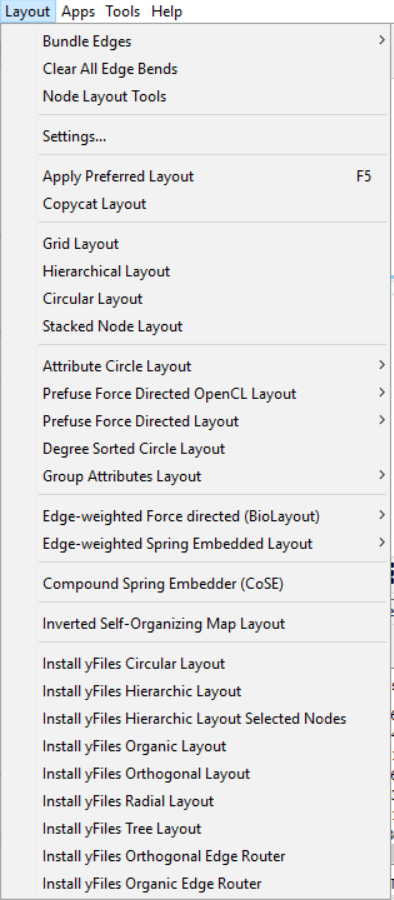 Layout Apps Tools Help
Bundle Edges
Clear All Edge Bends
Node Layout Tools
Settings...
Apply Preferred Layout F5
Copycat Layout
Grid Layout
Hierarchical Layout
Circular Layout
Stacked Node Layout
Attribute Circle Layout
Prefuse Force Directed OpenCL Layout
Prefuse Force Directed Layout
Degree Sorted Circle Layout
Group Attributes Layout
Edge-weighted Force directed (BioLayout)
Edge-weighted Spring Embedded Layout
Compound Spring Embedder (CoSE)
Inverted Self-Organizing Map Layout
Install yFiles Circular Layout
Install yFiles Hierarchic Layout
Install yFiles Hierarchic Layout Selected Nodes
Install yFiles Organic Layout
Install yFiles Orthogonal Layout
Install yFiles Radial Layout
Install yFiles Tree Layout
Install yFiles Orthogonal Edge Router
Install yFiles Organic Edge Router